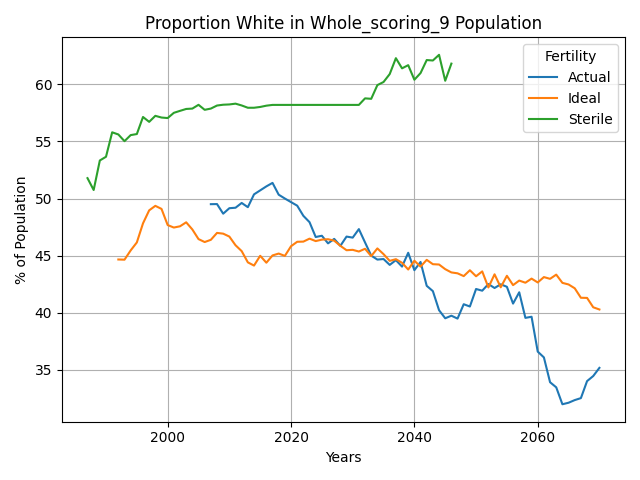 Proportion White in Whole_scoring_9 Population
% of Population
60
55
50
45
40
35
Fertility
Actual
Ideal
Sterile
2000
2020
2040
2060
Years